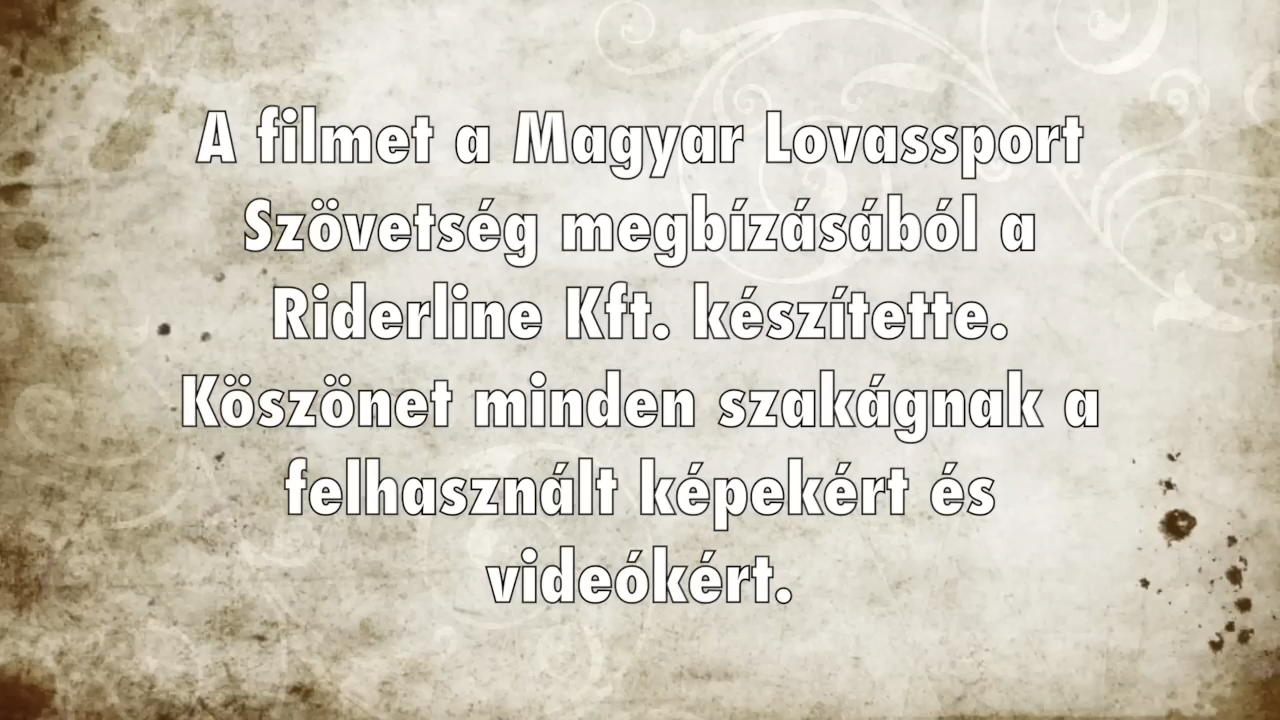 A filmet a Magyar Lovassport
Szövetség megbízásából a
Riderline Kft. készítette.
Köszönet minden szakágnak a
felhasznált képekért és
videókért.